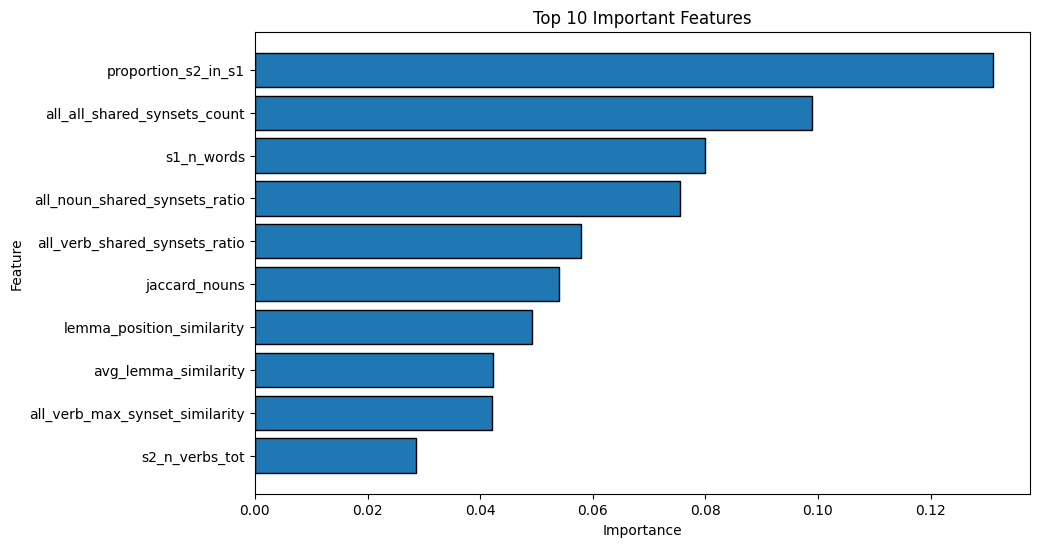 Top 10 Important Features
Feature
proportion_s2_in_s1
all_all_shared_synsets_count
s1_n_words
all_noun_shared_synsets_ratio
all_verb_shared_synsets_ratio
jaccard_nouns
lemma_position_similarity
avg_lemma_similarity
all_verb_max_synset_similarity
s2_n_verbs_tot
0.00 0.02 0.04 0.06 0.08 0.10 0.12
Importance